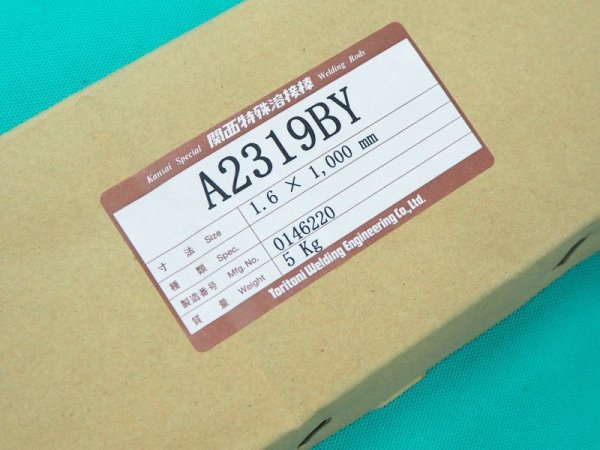 Kansai Special 関西特殊溶接棒 Welding Rods
A2319BY
寸法 Size 1.6 × 1,000 mm
種類 Spec.
製造番号 Mfg.No. 0146220
質量 Weight 5 Kg
Toritani Welding Engineering Co., Ltd.